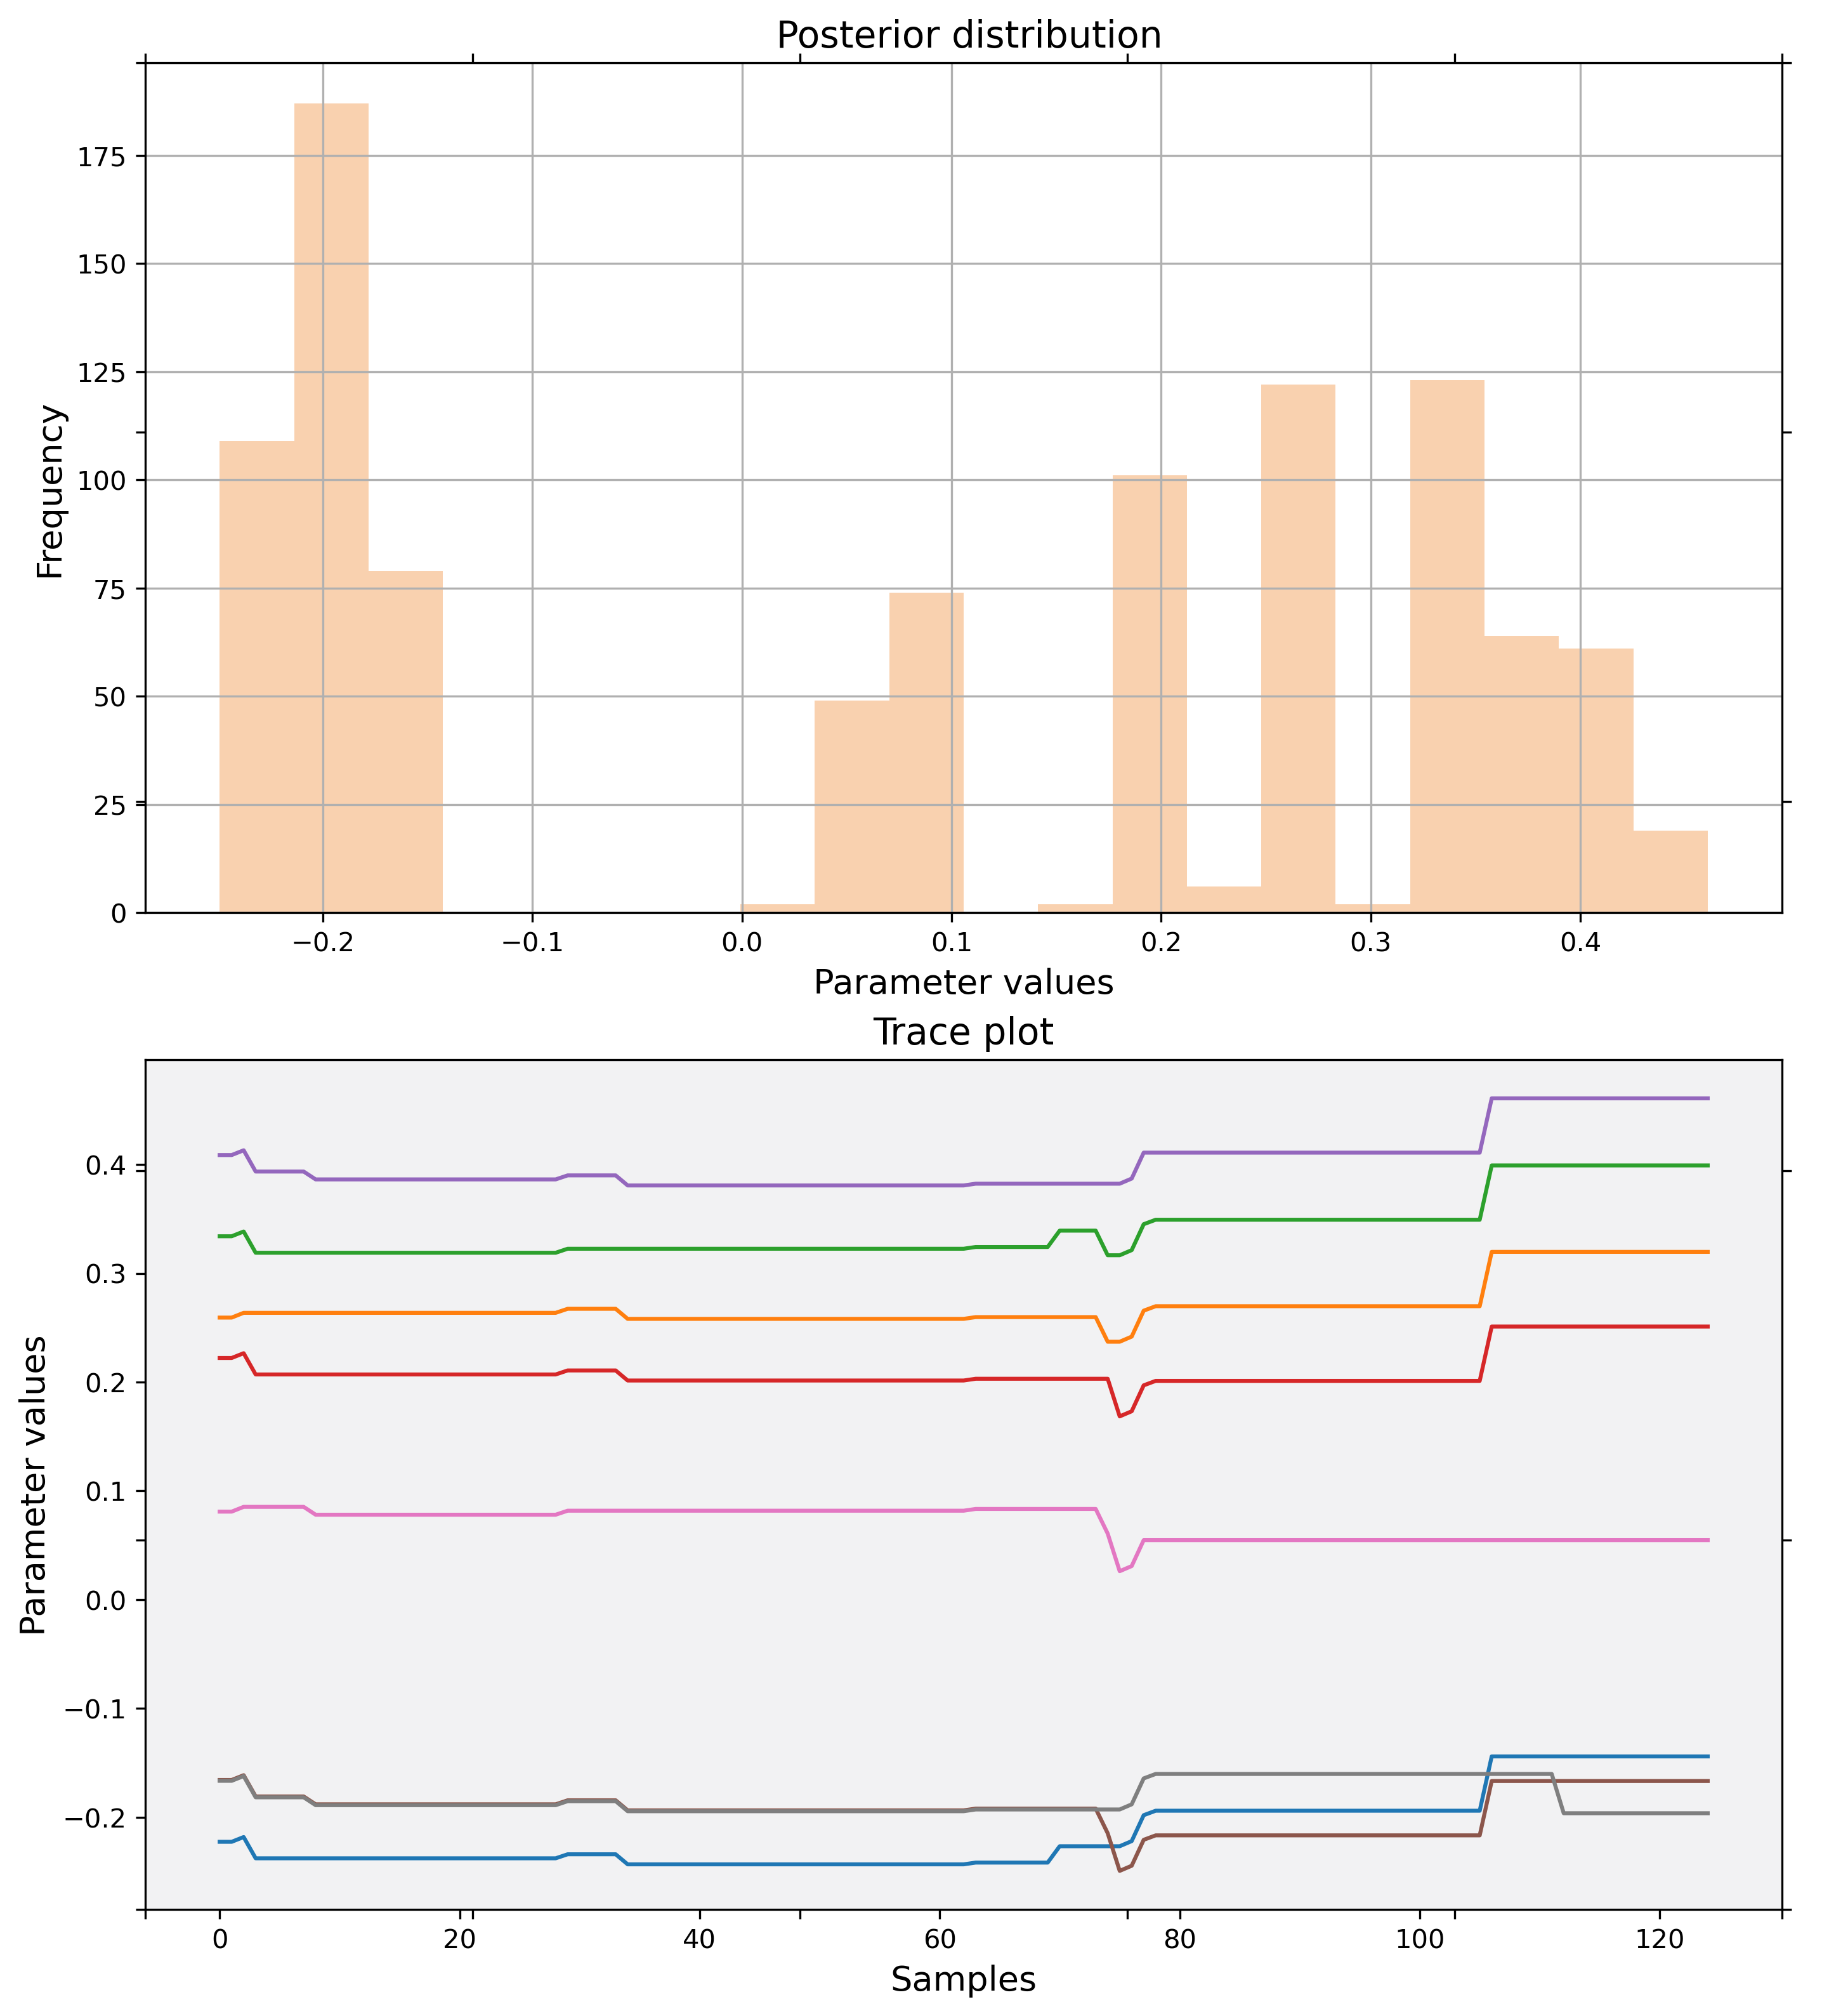 Posterior distribution
175
150
125
100
75
50
25
0
Frequency
−0.2 −0.1 0.0 0.1 0.2 0.3 0.4
Parameter values
Trace plot
0.4
0.3
0.2
0.1
0.0
−0.1
−0.2
Parameter values
0 20 40 60 80 100 120
Samples